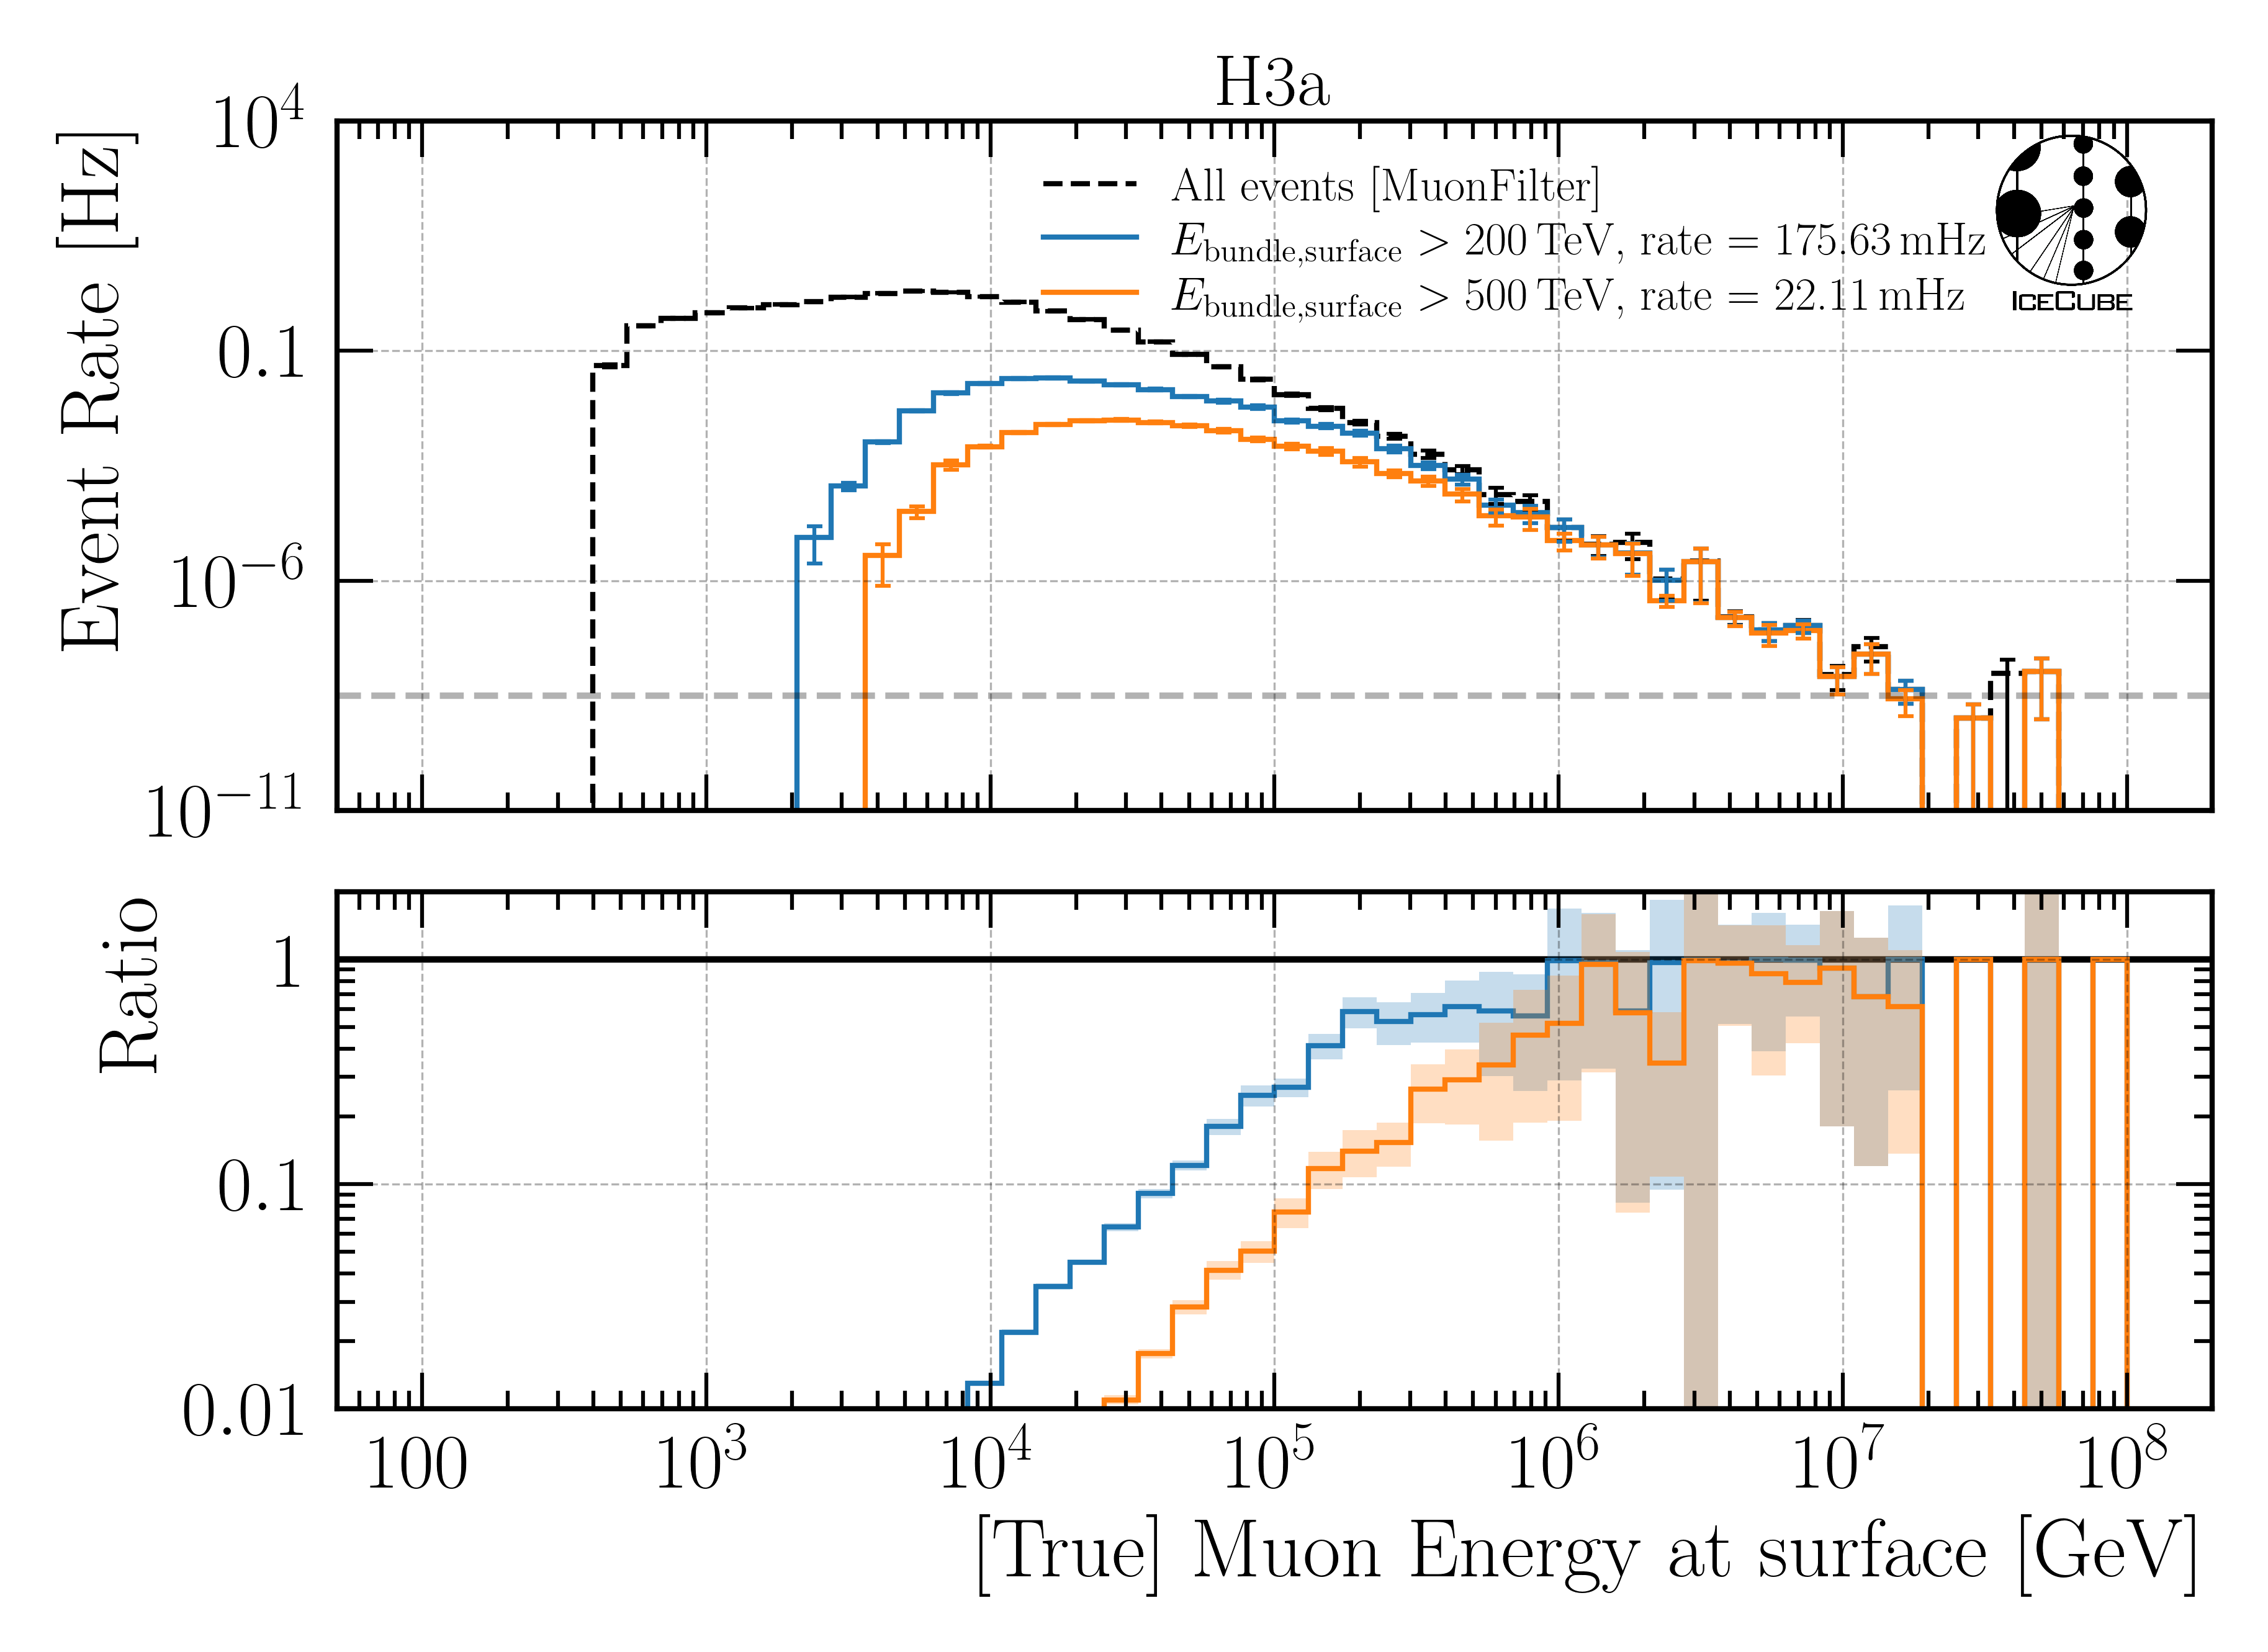 H3a
10^4
0.1
10^−6
10^−11
Event Rate [Hz]
All events [MuonFilter]
E_bundle,surface > 200 TeV, rate = 175.63 mHz
E_bundle,surface > 500 TeV, rate = 22.11 mHz
IceCube
Ratio
1
0.1
0.01
100 10^3 10^4 10^5 10^6 10^7 10^8
[True] Muon Energy at surface [GeV]